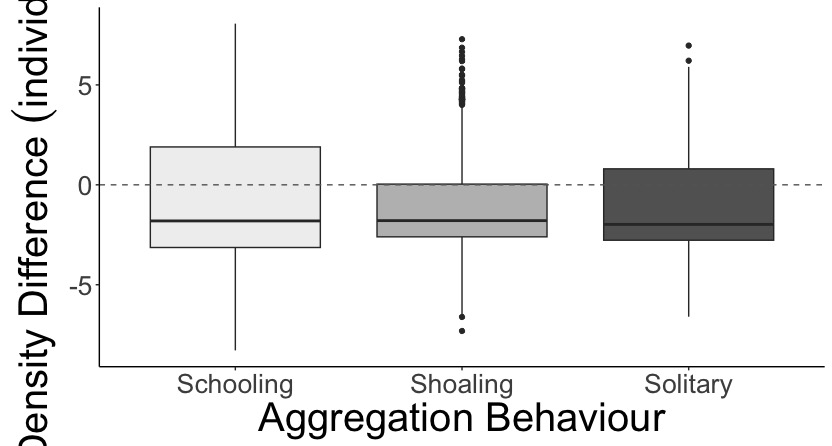 Density Difference (individ
5
0
-5
Schooling Shoaling Solitary
Aggregation Behaviour